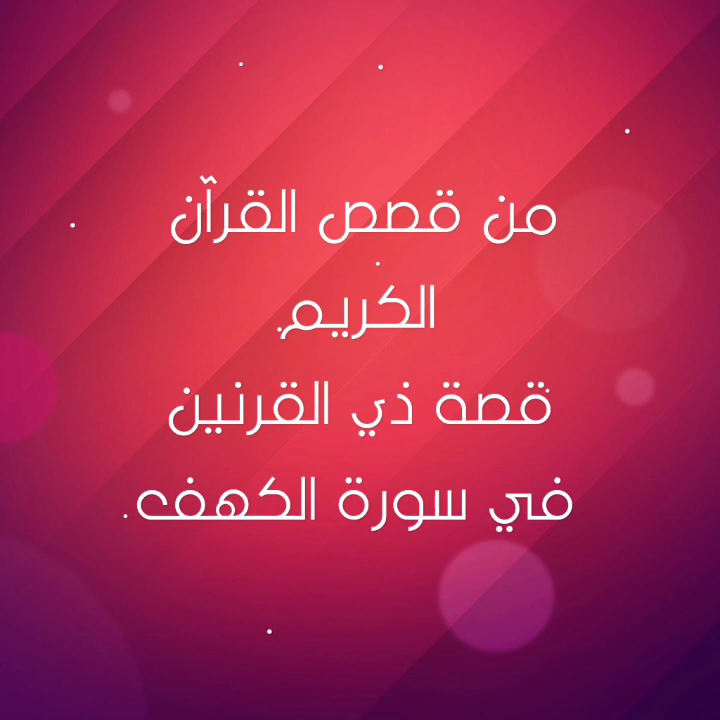 من قصص القرآن
الكريم
قصة ذي القرنين
في سورة الكهف.